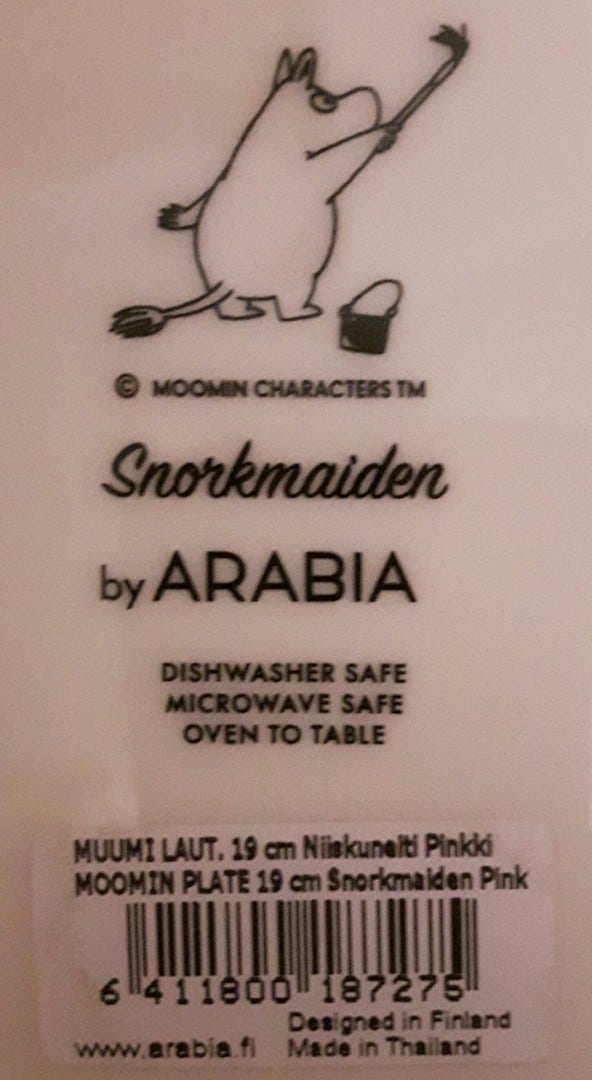 © MOOMIN CHARACTERS TM
Snorkmaiden
by ARABIA
DISHWASHER SAFE
MICROWAVE SAFE
OVEN TO TABLE
MUUMI LAUT. 19 cm Niiskuneiti Pinkki
MOOMIN PLATE 19 cm Snorkmaiden Pink
6 411800 187275
Designed in Finland
www.arabia.fi Made in Thailand